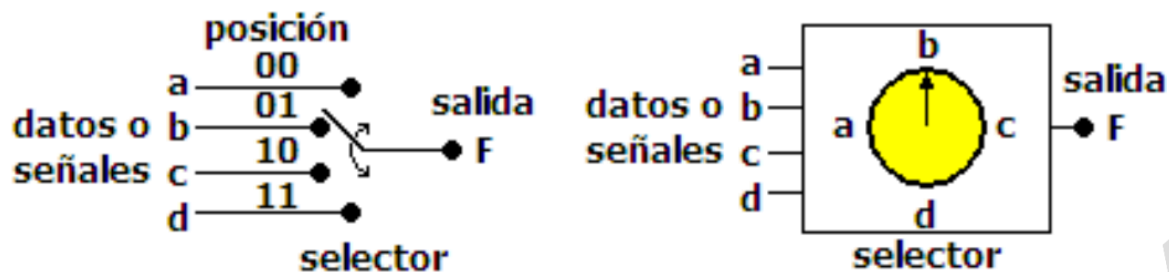 posición
a 00
01
datos o b
señales c
10
d 11
salida
F
selector
a
datos o b
señales c
d
b
a c
d
salida
F
selector